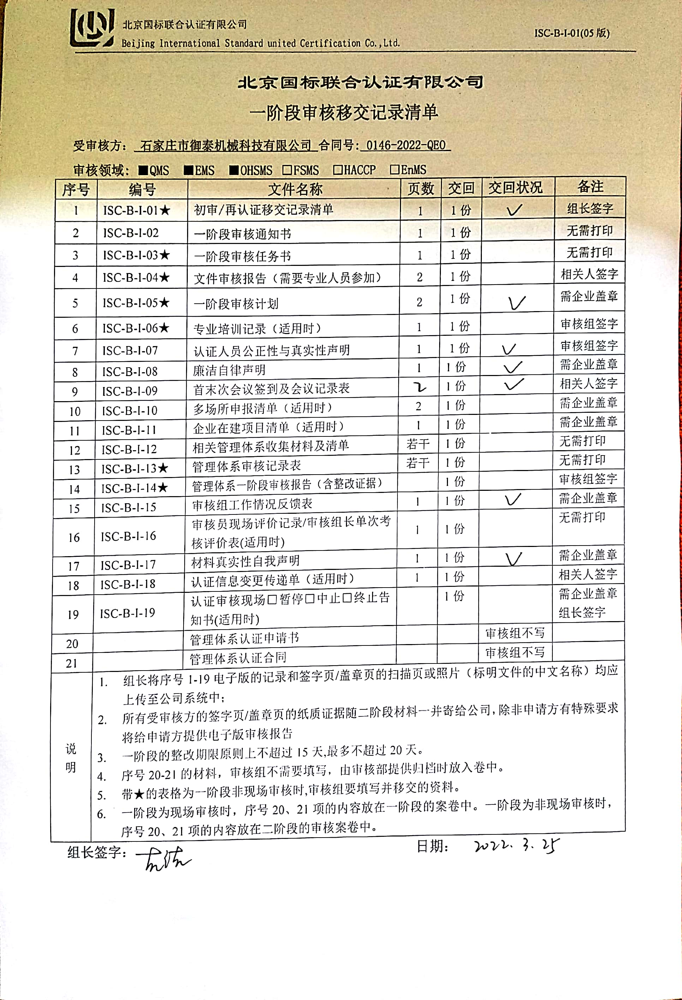 北京国标联合认证有限公司
ISC-B-I-01(05 版)
Beijing International Standard united Certification Co.,Ltd.
北京国标联合认证有限公司
一阶段审核移交记录清单
受审核方： 石家庄市御泰机械科技有限公司 合同号: 0146-2022-QEO
审核领域：■QMS ■EMS ■OHSMS □FSMS □HACCP □EnMS
序号 编号 文件名称 页数 交回 交回状况 备注
1 ISC-B-I-01★ 初审/再认证移交记录清单 1 1 份 ✓ 组长签字
2 ISC-B-I-02 一阶段审核通知书 1 1 份 无需打印
3 ISC-B-I-03★ 一阶段审核任务书 1 1 份 无需打印
4 ISC-B-I-04★ 文件审核报告（需要专业人员参加） 2 1 份 相关人签字
5 ISC-B-I-05★ 一阶段审核计划 2 1 份 ✓ 需企业盖章
6 ISC-B-I-06★ 专业培训记录（适用时） 1 1 份 审核组签字
7 ISC-B-I-07 认证人员公正性与真实性声明 1 1 份 ✓ 审核组签字
8 ISC-B-I-08 廉洁自律声明 1 1 份 ✓ 需企业盖章
9 ISC-B-I-09 首末次会议签到及会议记录表 2 1 份 ✓ 相关人签字
10 ISC-B-I-10 多场所申报清单（适用时） 2 1 份 需企业盖章
11 ISC-B-I-11 企业在建项目清单（适用时） 1 1 份 需企业盖章
12 ISC-B-I-12 相关管理体系收集材料及清单 若干 1 份 无需打印
13 ISC-B-I-13★ 管理体系审核记录表 若干 1 份 无需打印
14 ISC-B-I-14★ 管理体系一阶段审核报告（含整改证据） 1 份 审核组签字
15 ISC-B-I-15 审核组工作情况反馈表 1 1 份 ✓ 需企业盖章
16 ISC-B-I-16 审核员现场评价记录/审核组长单次考 1 1 份 无需打印
核评价表(适用时)
17 ISC-B-I-17 材料真实性自我声明 1 1 份 ✓ 需企业盖章
18 ISC-B-I-18 认证信息变更传递单（适用时） 1 1 份 相关人签字
19 ISC-B-I-19 认证审核现场□暂停□中止□终止告 1 份 需企业盖章
知书(适用时) 组长签字
20 管理体系认证申请书 审核组不写
21 管理体系认证合同 审核组不写
说
明
1. 组长将序号 1-19 电子版的记录和签字页/盖章页的扫描页或照片（标明文件的中文名称）均应
上传至公司系统中;
2. 所有受审核方的签字页/盖章页的纸质证据随二阶段材料一并寄给公司,除非申请方有特殊要求
将给申请方提供电子版审核报告
3. 一阶段的整改期限原则上不超过 15 天,最多不超过 20 天。
4. 序号 20-21 的材料，审核组不需要填写，由审核部提供归档时放入卷中。
5. 带★的表格为一阶段非现场审核时,审核组要填写并移交的资料。
6. 一阶段为现场审核时，序号 20、21 项的内容放在一阶段的案卷中。一阶段为非现场审核时，
序号 20、21 项的内容放在二阶段的审核案卷中。
组长签字：
日期： 2022. 3. 25